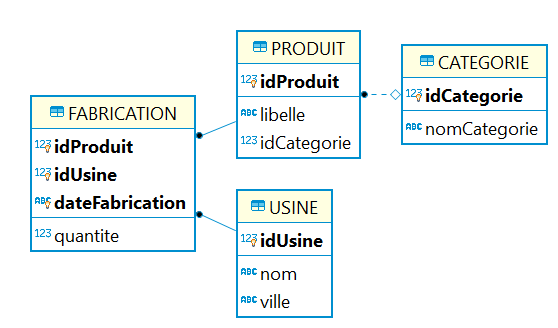 PRODUIT
123 idProduit
ABC libelle
123 idCategorie
CATEGORIE
123 idCategorie
ABC nomCategorie
FABRICATION
123 idProduit
123 idUsine
ABC dateFabrication
123 quantite
USINE
123 idUsine
ABC nom
ABC ville